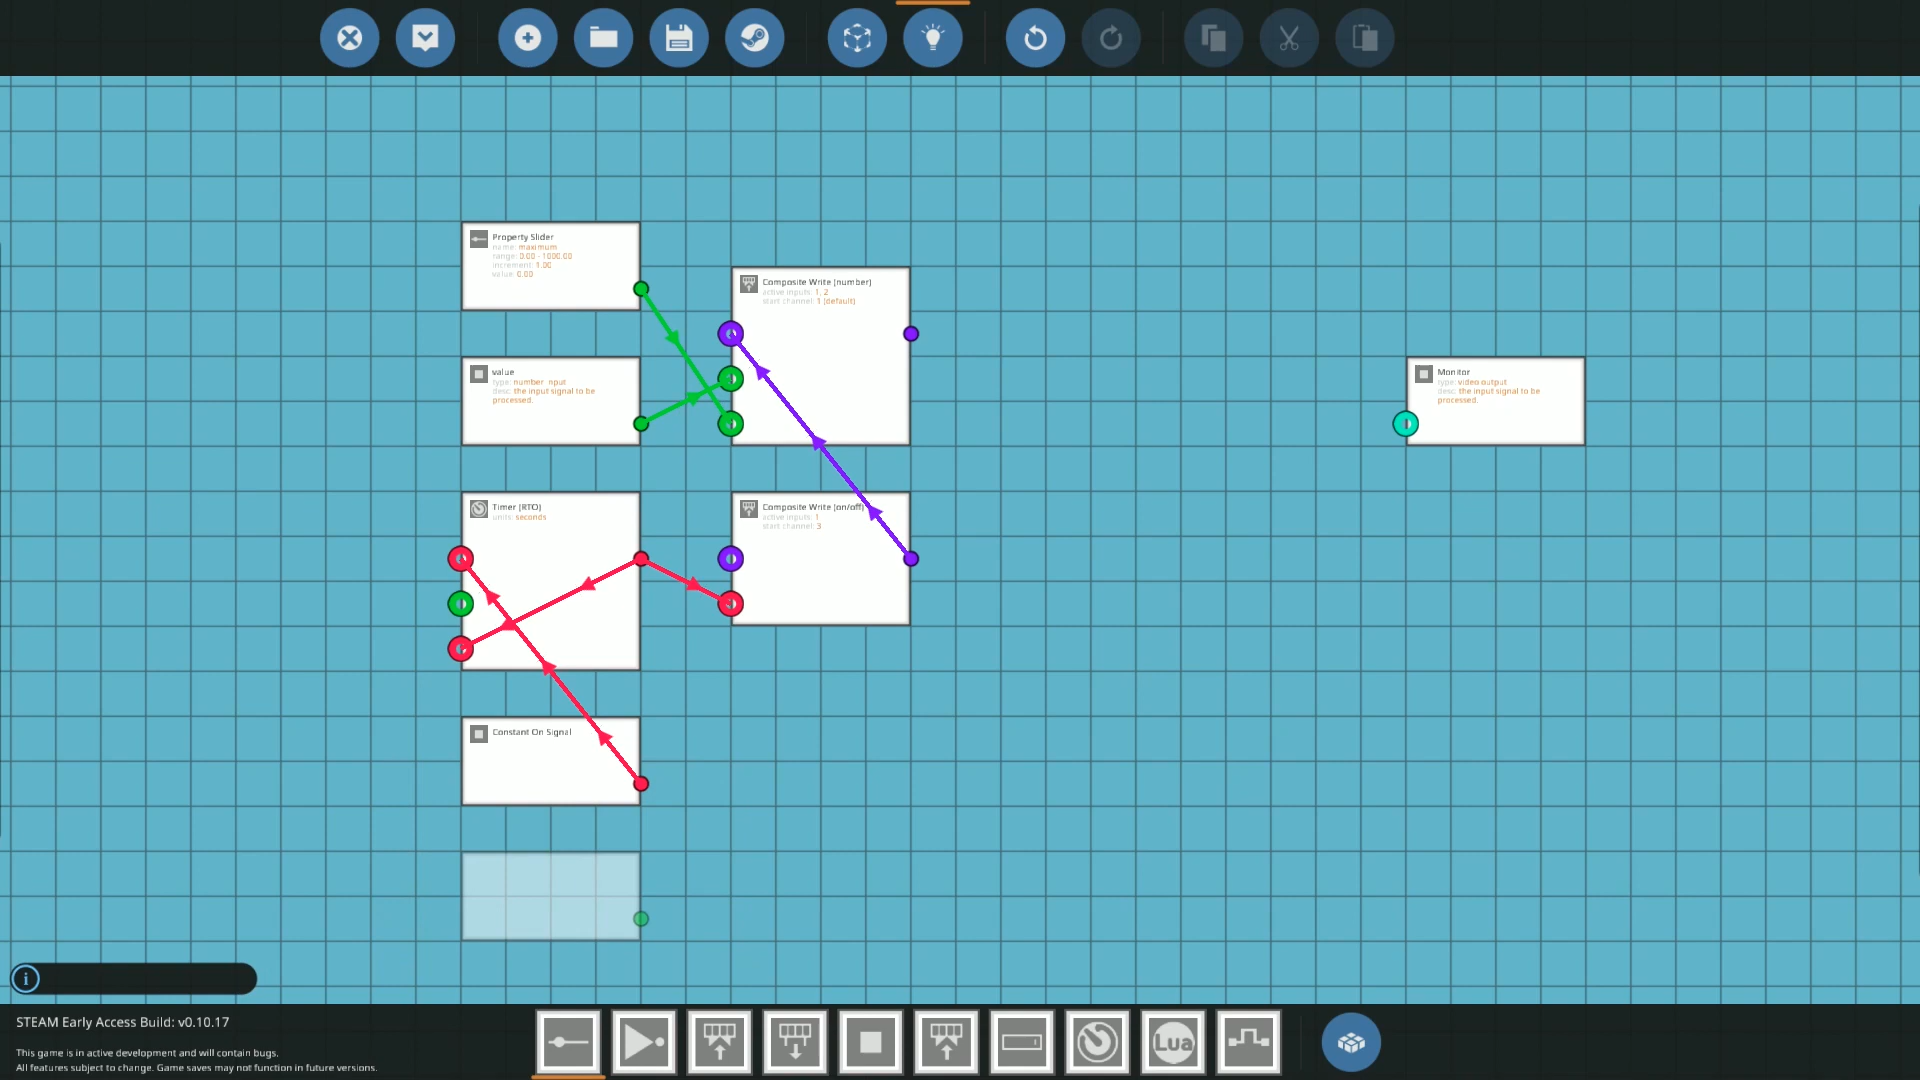 Property Slider
name: maximum
range: 0.00 - 1000.00
increment: 1.00
value: 0.00
Composite Write (number)
active inputs: 1, 2
start channel: 1 (default)
value
type: number input
desc: the input signal to be
processed.
Monitor
type: video output
desc: the input signal to be
processed.
Timer (RTO)
units: seconds
Composite Write (on/off)
active inputs: 1
start channel: 3
Constant On Signal
i
STEAM Early Access Build: v0.10.17
This game is in active development and will contain bugs.
All features subject to change. Game saves may not function in future versions.
Lua